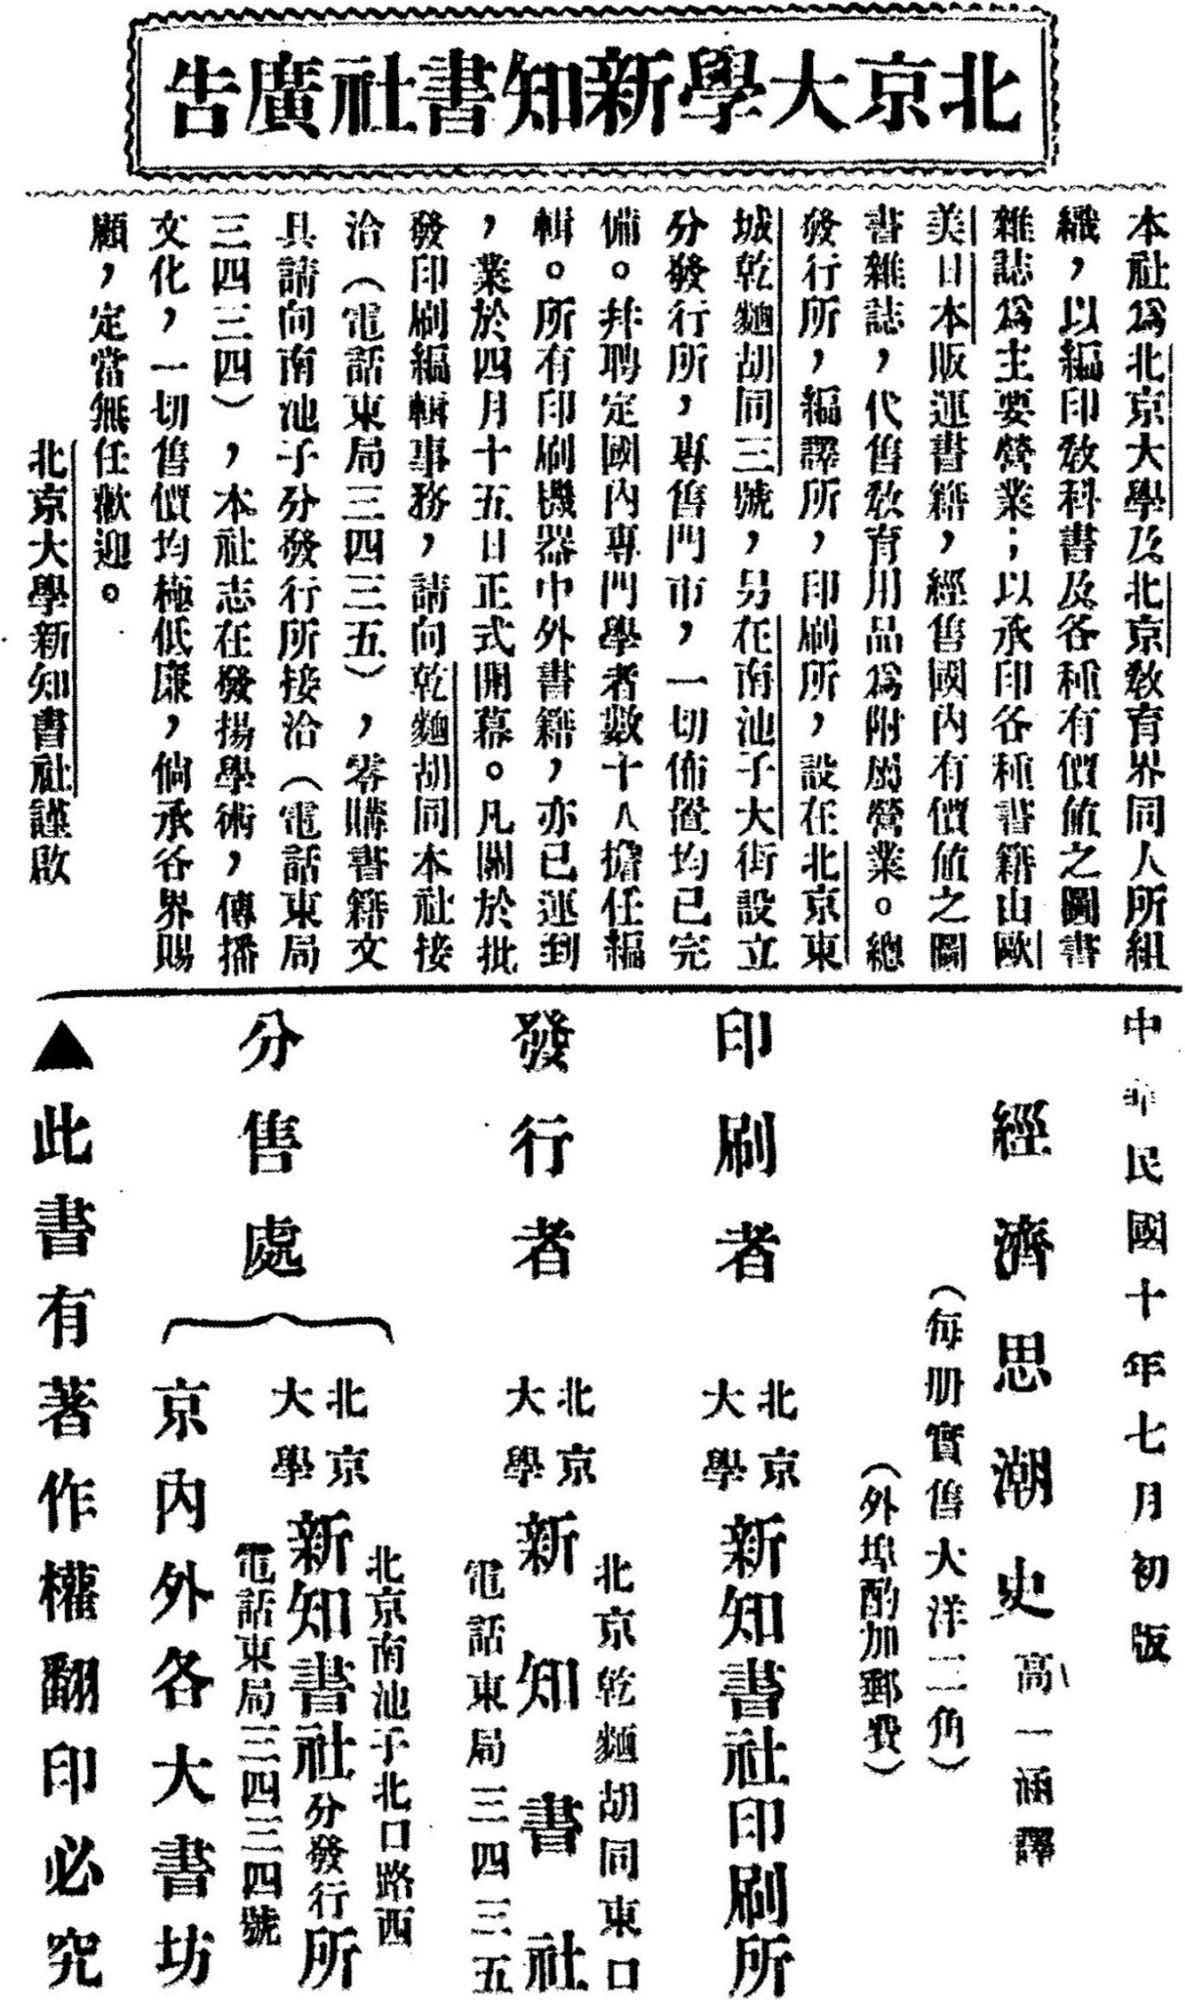 北京大學新知書社廣告
本社爲北京大學及北京敎育界同人所組
織，以編印敎科書及各種有價値之圖書
雜誌爲主要營業；以承印各種書籍由歐
美日本販運書籍，經售國內有價値之圖
書雜誌，代售敎育用品爲附屬營業。總
發行所，編譯所，印刷所，設在北京東
城乾麵胡同三號，另在南池子大街設立
分發行所，專售門市，一切佈置均已完
備。幷聘定國內專門學者數十人擔任編
輯。所有印刷機器中外書籍，亦已運到
，業於四月十五日正式開幕。凡關於批
發印刷編輯事務，請向乾麵胡同本社接
洽（電話東局三四三五），零購書籍文
具請向南池子分發行所接洽（電話東局
三四三四），本社志在發揚學術，傳播
文化，一切售價均極低廉，倘承各界賜
顧，定當無任歡迎。
北京大學新知書社謹啟
中華民國十年七月初版
經濟思潮史 高一涵譯
（每册實售大洋二角）
（外埠酌加郵費）
印刷者 北京大學新知書社印刷所
發行者 北京大學新知書社
北京乾麵胡同東口
電話東局三四三五
分售處
北京大學新知書社分發行所
北京南池子北口路西
電話東局三四三四號
京內外各大書坊
▲此書有著作權翻印必究